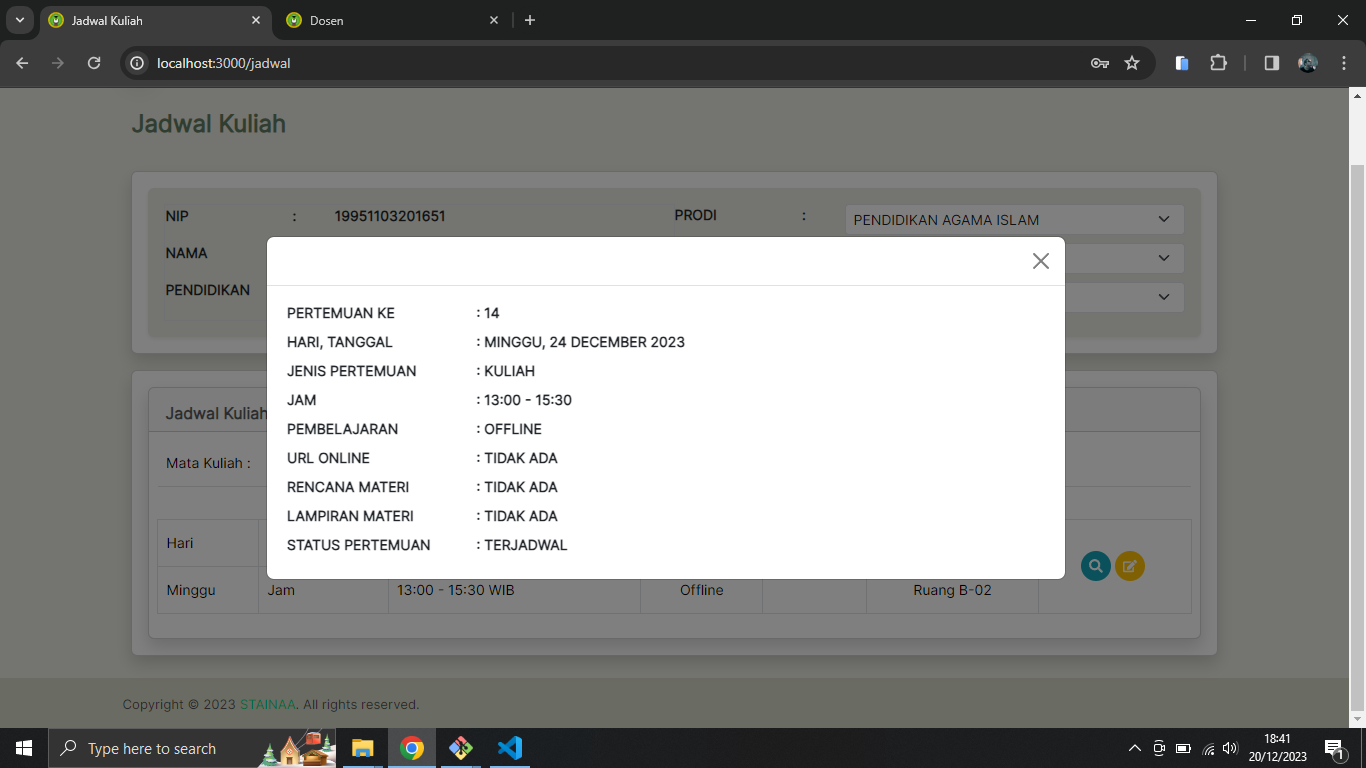 Jadwal Kuliah
Dosen
localhost:3000/jadwal
Jadwal Kuliah
NIP : 19951103201651 PRODI : PENDIDIKAN AGAMA ISLAM
NAMA
PENDIDIKAN
PERTEMUAN KE : 14
HARI, TANGGAL : MINGGU, 24 DECEMBER 2023
JENIS PERTEMUAN : KULIAH
JAM : 13:00 - 15:30
PEMBELAJARAN : OFFLINE
URL ONLINE : TIDAK ADA
RENCANA MATERI : TIDAK ADA
LAMPIRAN MATERI : TIDAK ADA
STATUS PERTEMUAN : TERJADWAL
Jadwal Kuliah
Mata Kuliah :
Hari
Minggu Jam 13:00 - 15:30 WIB Offline Ruang B-02
Copyright © 2023 STAINAA. All rights reserved.
Type here to search
18:41
20/12/2023
1